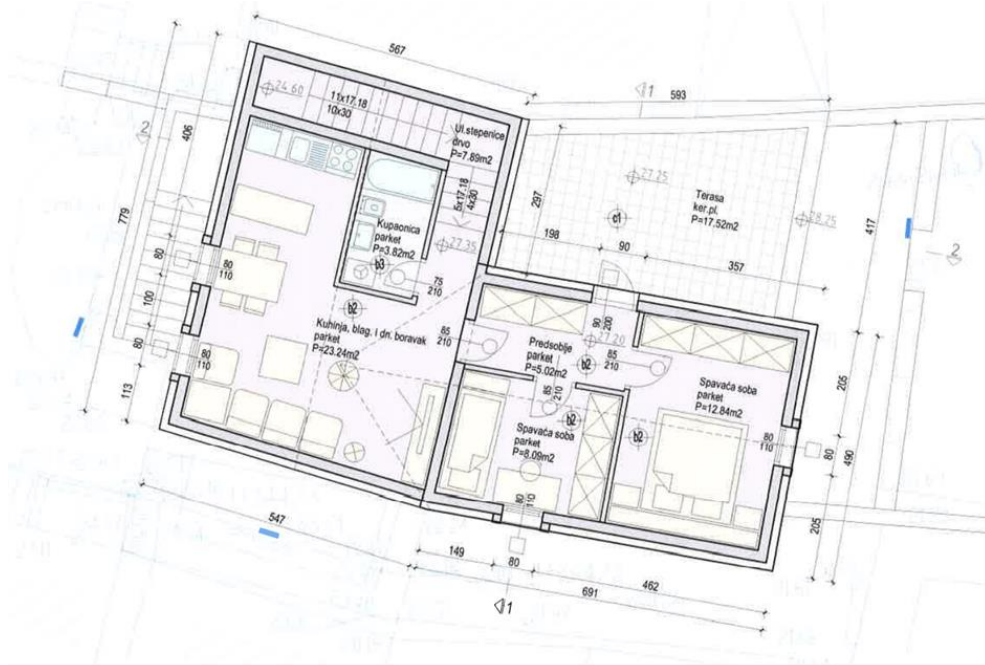 567
593
1
24.60
11x17.18
10x30
Ul.stepenice
drvo
P=7.89m2
2
406
779
297
5x17.18
4x30
27.25
Terasa
ker.pl.
P=17.52m2
c1
28.25
417
2
Kupaonica
parket
P=3.82m2
b3
27.35
198
90
357
75
210
80
110
80
100
b2
Kuhinja, blag. i dn. boravak
parket
P=23.24m2
85
210
90
200
27.20
Predsoblje
parket
P=5.02m2
b2
85
210
80
110
80
113
85
210
Spavaća soba
parket
P=12.84m2
205
Spavaća soba
parket
P=8.09m2
b2
b2
80
110
80
490
80
110
205
547
149
80
462
691
1